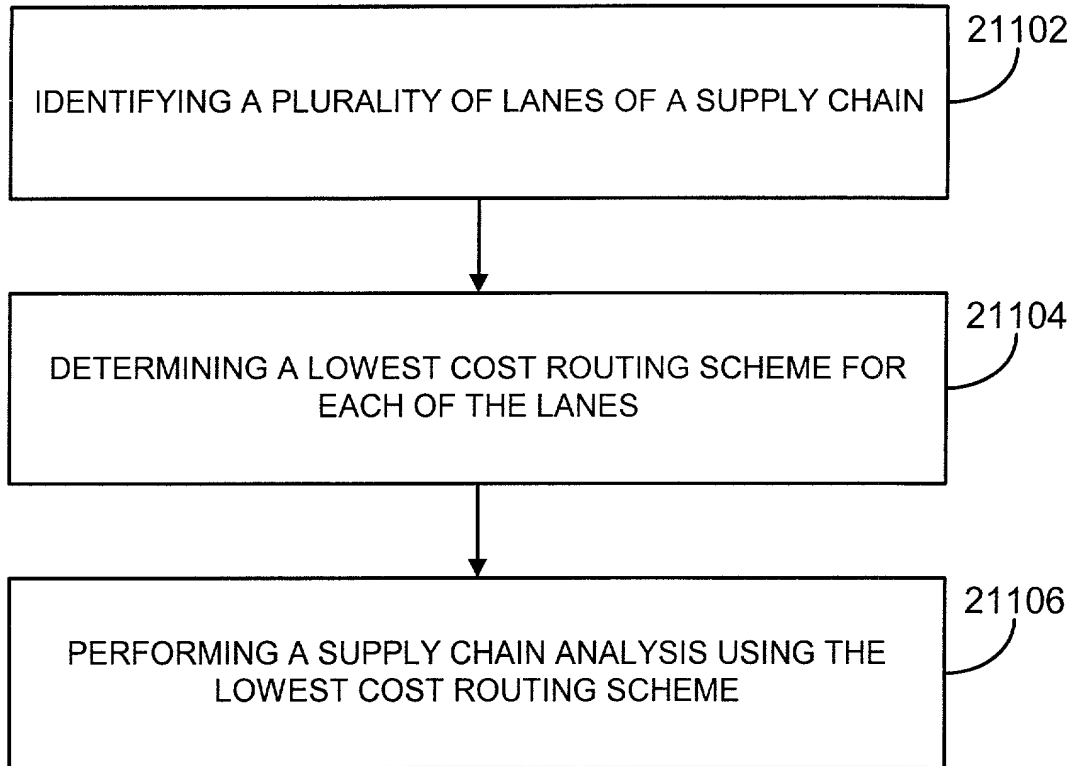 21102
IDENTIFYING A PLURALITY OF LANES OF A SUPPLY CHAIN
21104
DETERMINING A LOWEST COST ROUTING SCHEME FOR
EACH OF THE LANES
21106
PERFORMING A SUPPLY CHAIN ANALYSIS USING THE
LOWEST COST ROUTING SCHEME